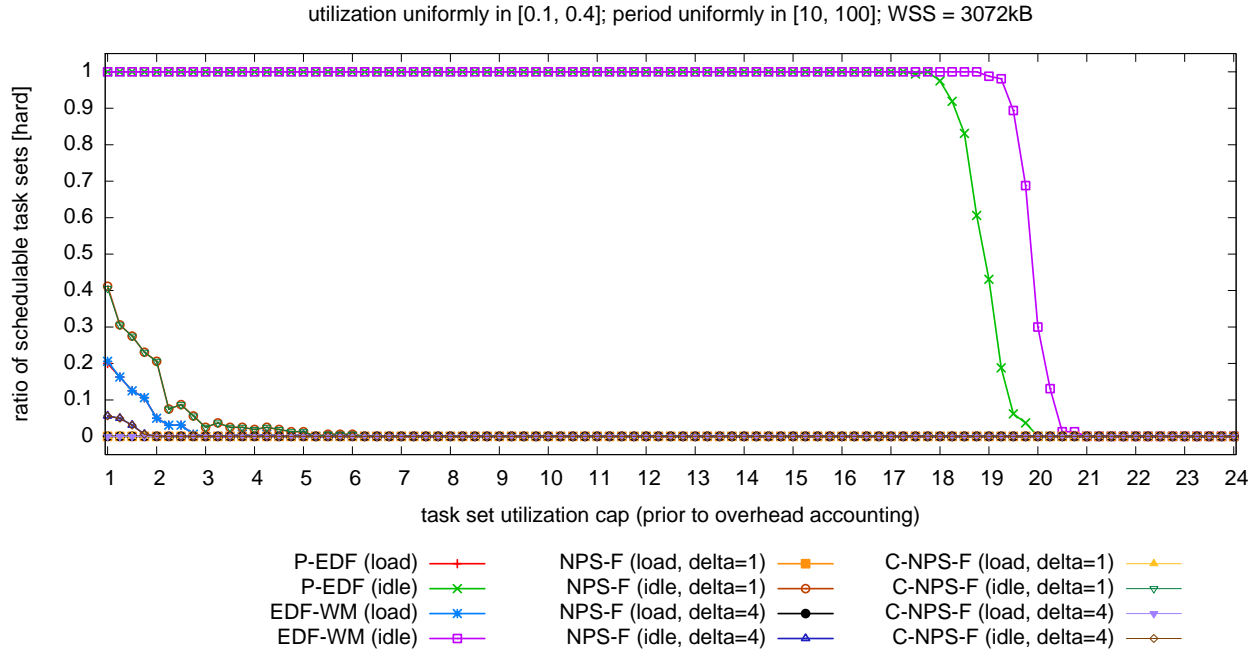 utilization uniformly in [0.1, 0.4]; period uniformly in [10, 100]; WSS = 3072kB
ratio of schedulable task sets [hard]
1
0.9
0.8
0.7
0.6
0.5
0.4
0.3
0.2
0.1
0
1 2 3 4 5 6 7 8 9 10 11 12 13 14 15 16 17 18 19 20 21 22 23 24
task set utilization cap (prior to overhead accounting)
P-EDF (load)
P-EDF (idle)
EDF-WM (load)
EDF-WM (idle)
NPS-F (load, delta=1)
NPS-F (idle, delta=1)
NPS-F (load, delta=4)
NPS-F (idle, delta=4)
C-NPS-F (load, delta=1)
C-NPS-F (idle, delta=1)
C-NPS-F (load, delta=4)
C-NPS-F (idle, delta=4)